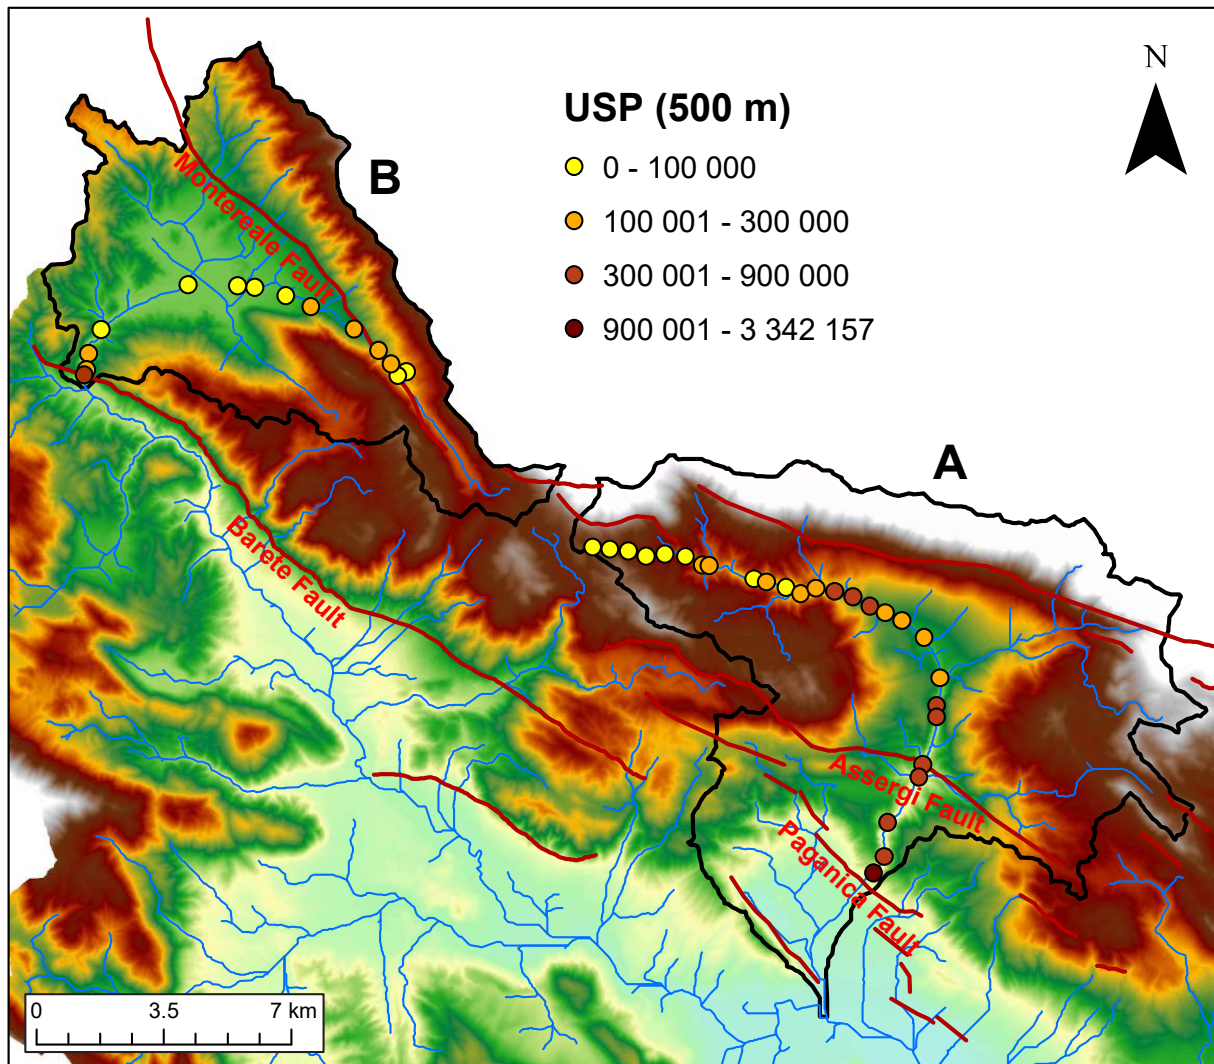 N
USP (500 m)
0 - 100 000
100 001 - 300 000
300 001 - 900 000
900 001 - 3 342 157
B
Montereale Fault
A
Barete Fault
Assergi Fault
Paganica Fault
0 3.5 7 km